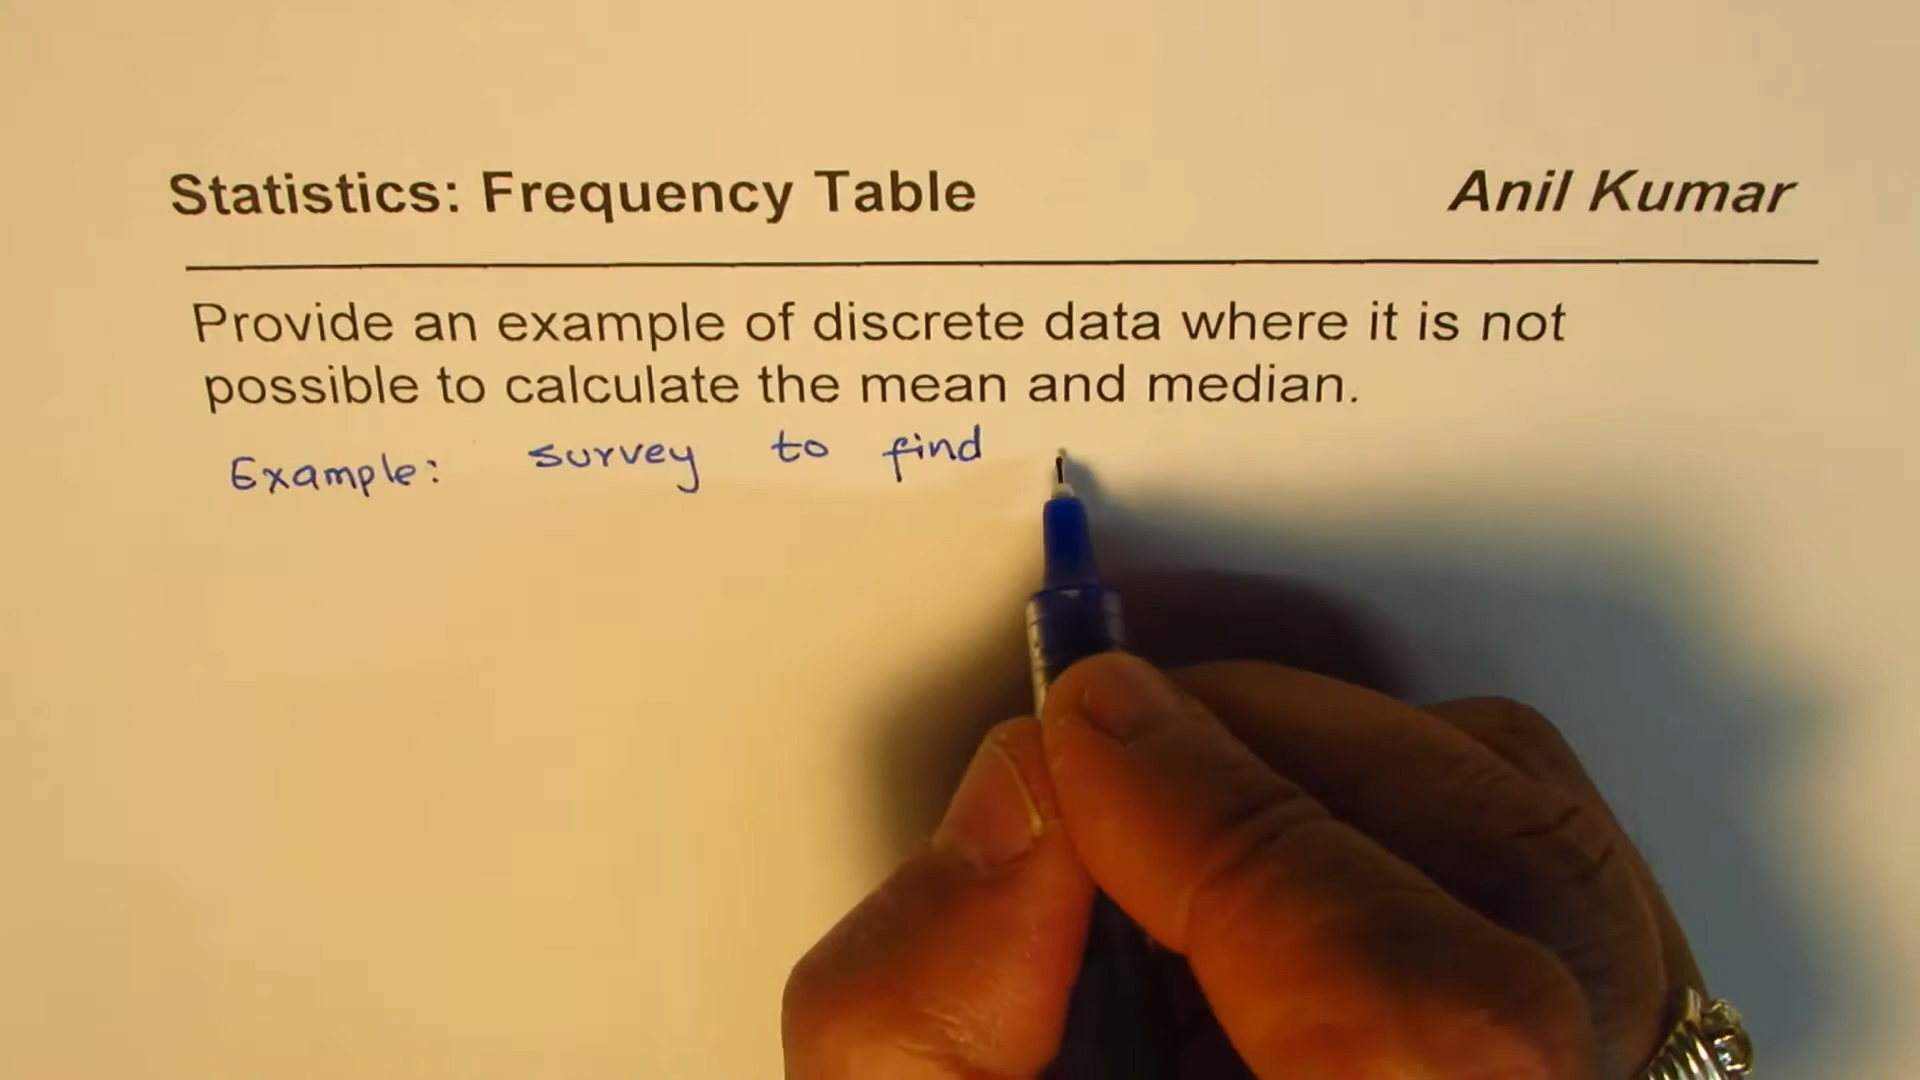 Statistics: Frequency Table Anil Kumar
Provide an example of discrete data where it is not
possible to calculate the mean and median.
Example: survey to find